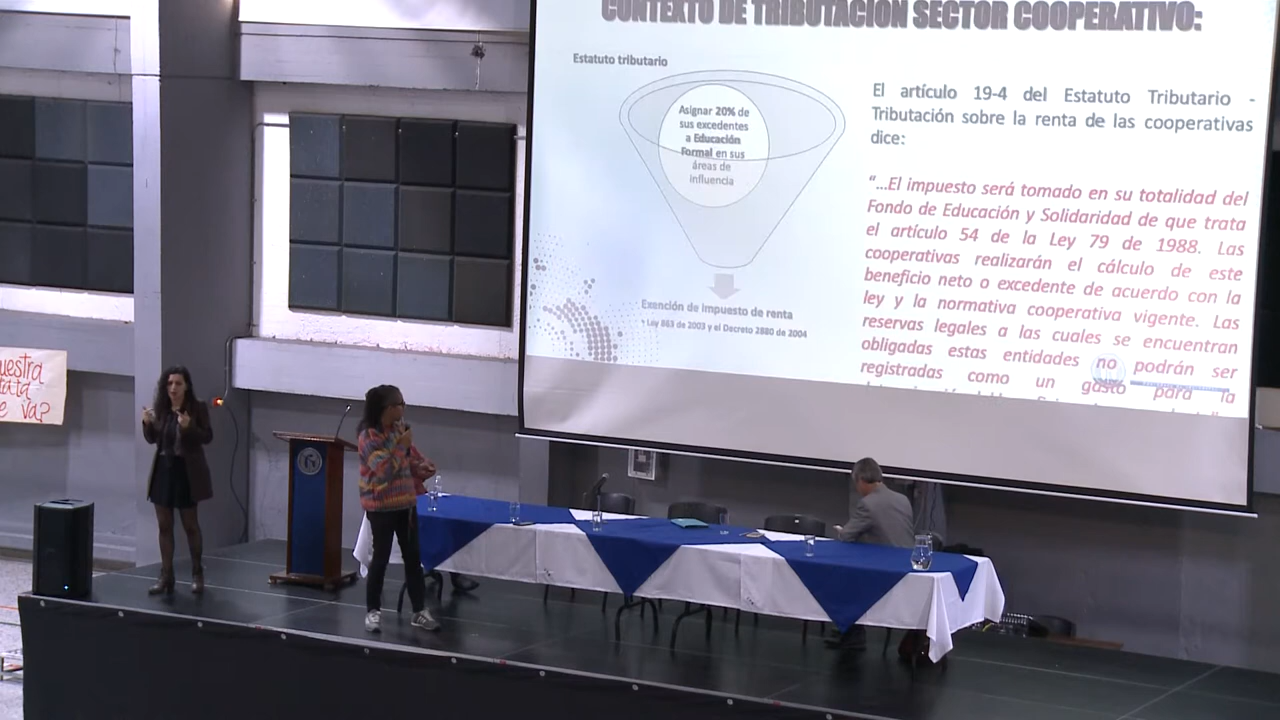 CONTEXTO DE TRIBUTACIÓN SECTOR COOPERATIVO:
Estatuto tributario
Asignar 20% de
sus excedentes
a Educación
Formal en sus
áreas de
influencia
Exención de impuesto de renta
Ley 863 de 2003 y el Decreto 2880 de 2004
El artículo 19-4 del Estatuto Tributario -
Tributación sobre la renta de las cooperativas
dice:
“...El impuesto será tomado en su totalidad del
Fondo de Educación y Solidaridad de que trata
el artículo 54 de la Ley 79 de 1988. Las
cooperativas realizarán el cálculo de este
beneficio neto o excedente de acuerdo con la
ley y la normativa cooperativa vigente. Las
reservas legales a las cuales se encuentran
obligadas estas entidades no podrán ser
registradas como un gasto para la
uestra
va?